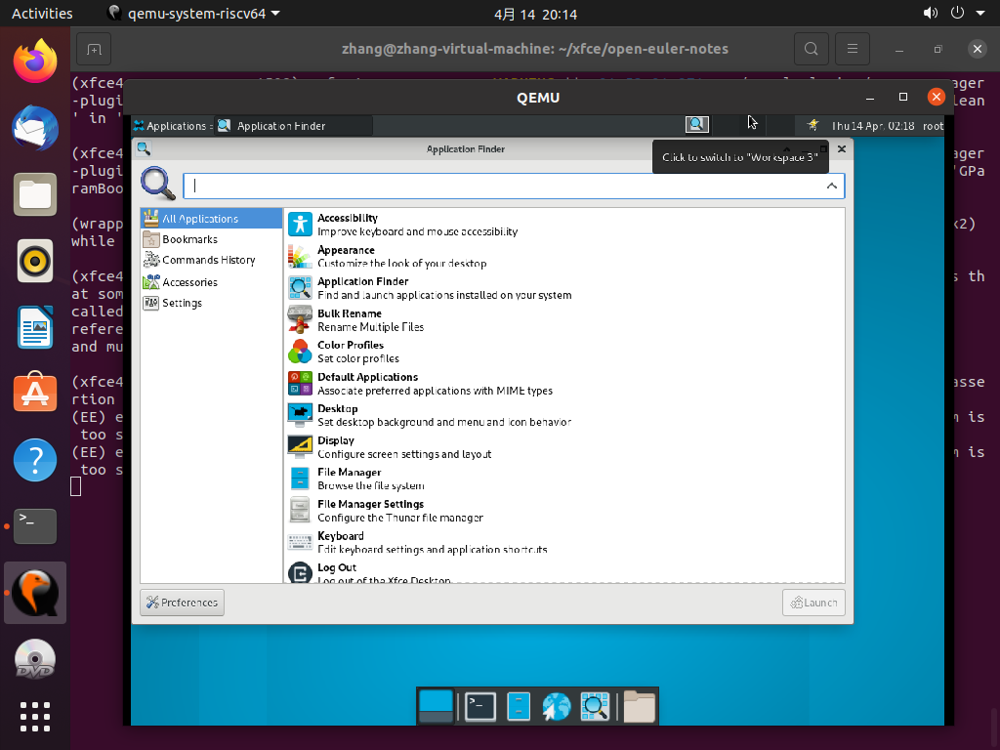 Activities
qemu-system-riscv64
4月 14 20:14
zhang@zhang-virtual-machine: ~/xfce/open-euler-notes
(xfce4
ager
-plugi
lean
' in '
(xfce4
ager
-plugi
'GPa
ramBoo
(wrapp
k2)
while
(xfce4
s th
at som
called
refere
and mu
(xfce4
asse
rtion
(EE) e
m is
too s
(EE) e
m is
too s
QEMU
Applications
Application Finder
Thu 14 Apr, 02:18
root
Application Finder
Click to switch to "Workspace 3"
All Applications
Bookmarks
Commands History
Accessories
Settings
Accessibility
Improve keyboard and mouse accessibility
Appearance
Customize the look of your desktop
Application Finder
Find and launch applications installed on your system
Bulk Rename
Rename Multiple Files
Color Profiles
Set color profiles
Default Applications
Associate preferred applications with MIME types
Desktop
Set desktop background and menu and icon behavior
Display
Configure screen settings and layout
File Manager
Browse the file system
File Manager Settings
Configure the Thunar file manager
Keyboard
Edit keyboard settings and application shortcuts
Log Out
Log out of the Xfce Desktop
Preferences
Launch
DVD